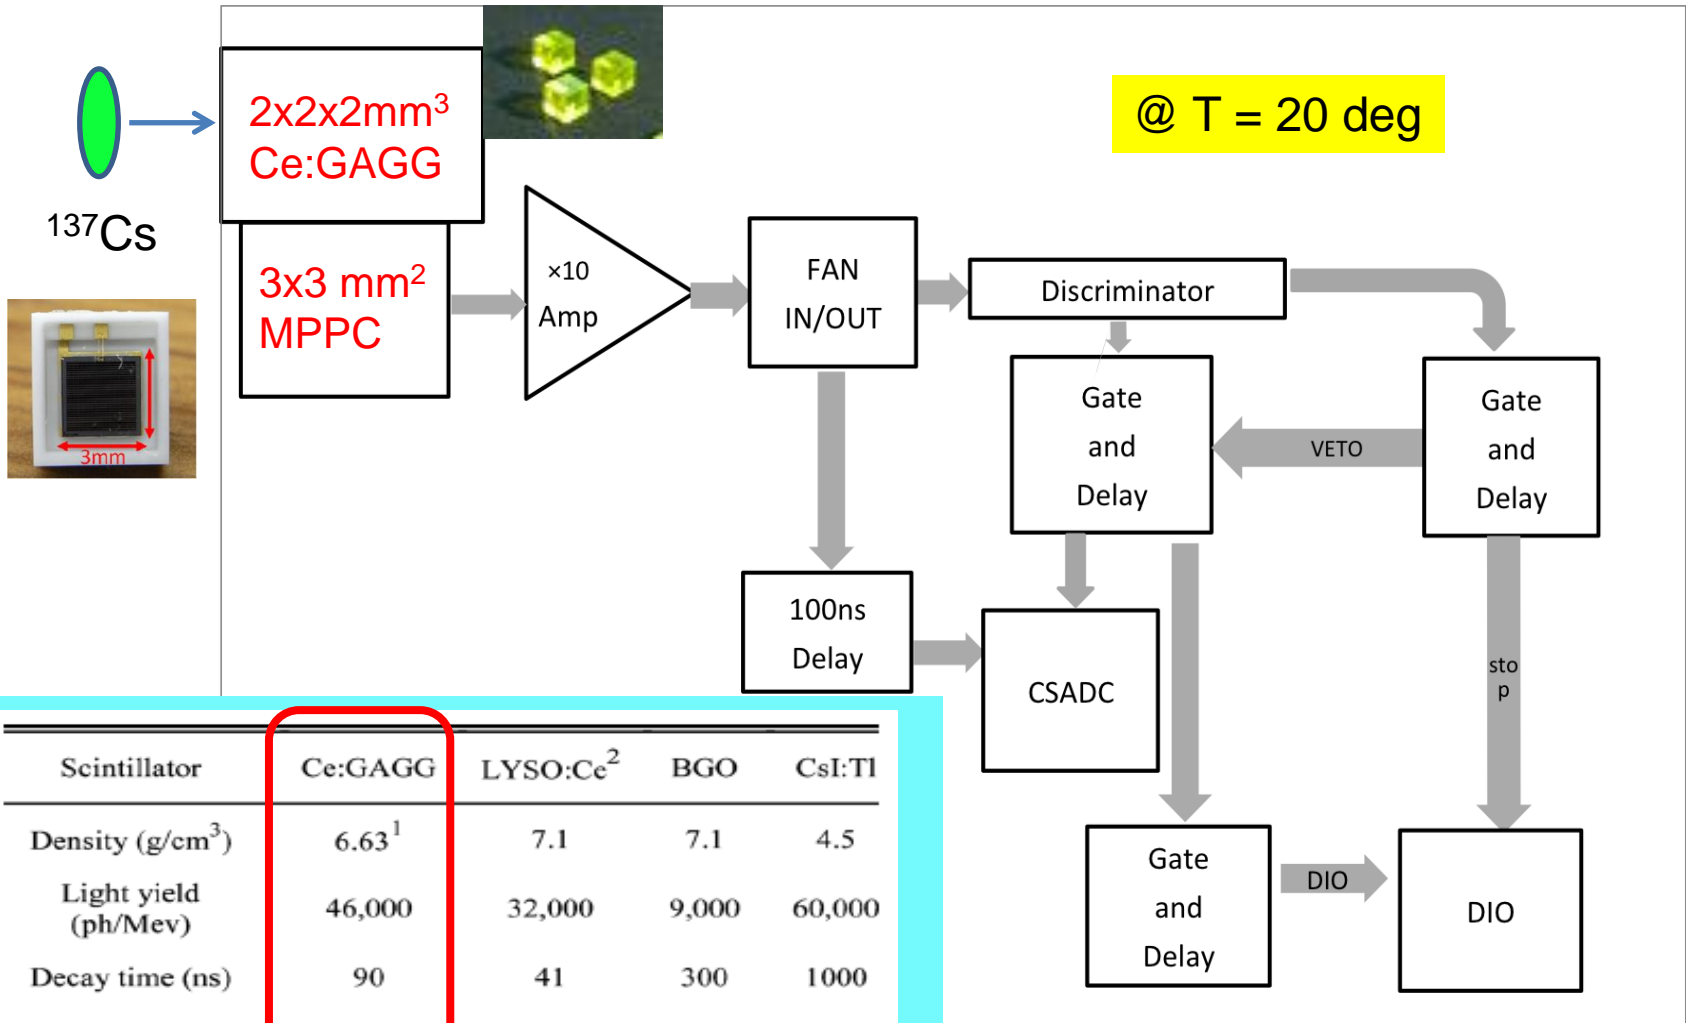 2x2x2mm³
Ce:GAGG
@ T = 20 deg
¹³⁷Cs
3x3 mm²
MPPC
×10
Amp
FAN
IN/OUT
Discriminator
Gate
and
Delay
VETO
Gate
and
Delay
3mm
100ns
Delay
CSADC
sto
p
Gate
and
Delay
DIO
DIO
Scintillator Ce:GAGG LYSO:Ce² BGO CsI:Tl
Density (g/cm³) 6.63¹ 7.1 7.1 4.5
Light yield
(ph/Mev) 46,000 32,000 9,000 60,000
Decay time (ns) 90 41 300 1000